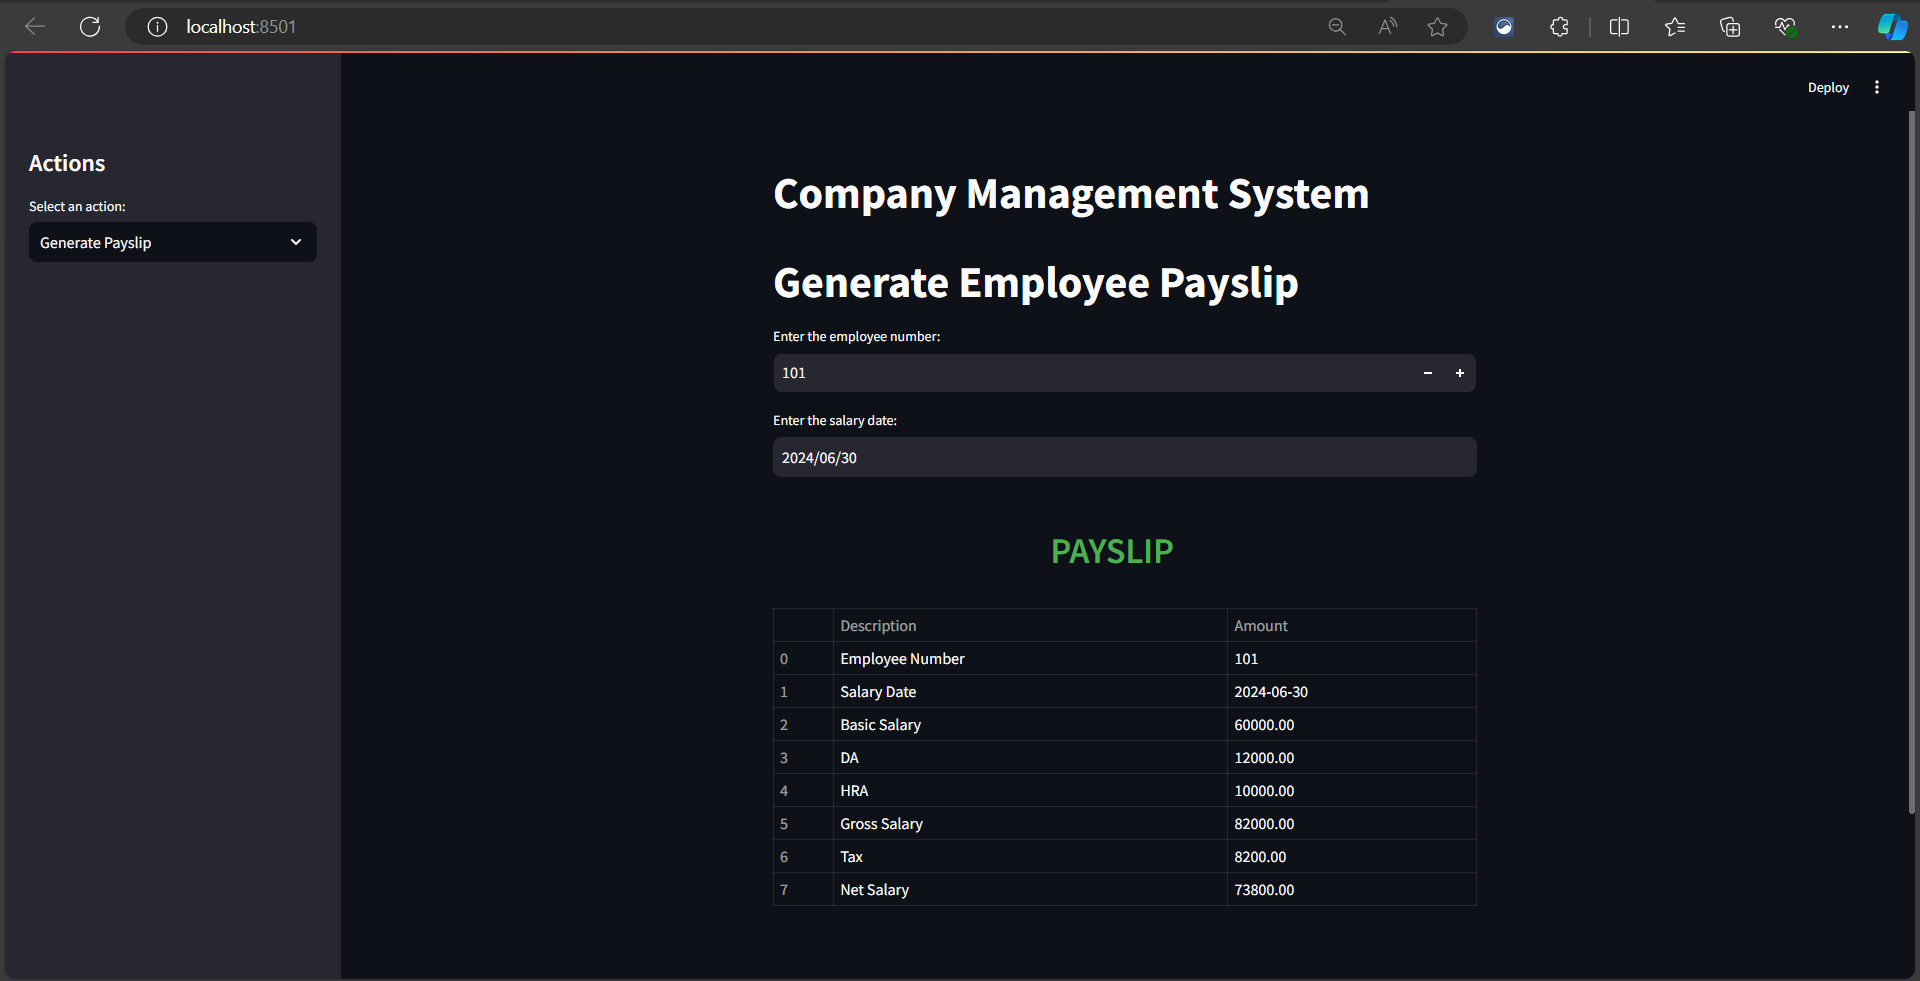 localhost:8501
Deploy
Actions
Select an action:
Generate Payslip
Company Management System
Generate Employee Payslip
Enter the employee number:
101
Enter the salary date:
2024/06/30
PAYSLIP
Description Amount
0 Employee Number 101
1 Salary Date 2024-06-30
2 Basic Salary 60000.00
3 DA 12000.00
4 HRA 10000.00
5 Gross Salary 82000.00
6 Tax 8200.00
7 Net Salary 73800.00